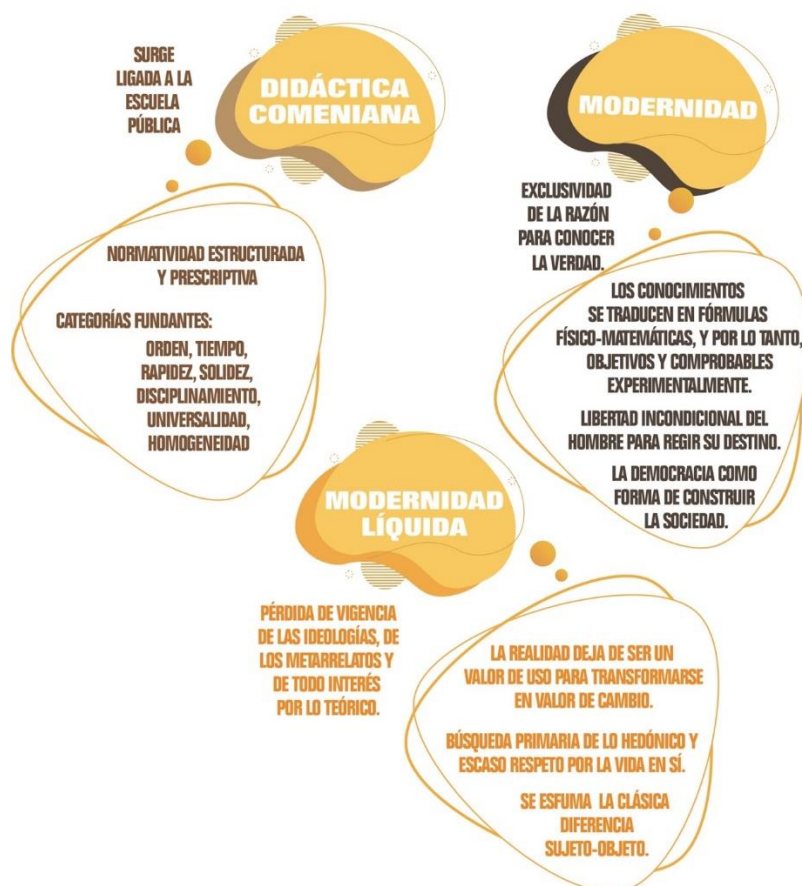 SURGE
LIGADA A LA
ESCUELA
PÚBLICA
DIDÁCTICA
COMENIANA
NORMATIVIDAD ESTRUCTURADA
Y PRESCRIPTIVA
CATEGORÍAS FUNDANTES:
ORDEN, TIEMPO,
RAPIDEZ, SOLIDEZ,
DISCIPLINAMIENTO,
UNIVERSALIDAD,
HOMOGENEIDAD
MODERNIDAD
EXCLUSIVIDAD
DE LA RAZÓN
PARA CONOCER
LA VERDAD.
LOS CONOCIMIENTOS
SE TRADUCEN EN FÓRMULAS
FÍSICO-MATEMÁTICAS, Y POR LO TANTO,
OBJETIVOS Y COMPROBABLES
EXPERIMENTALMENTE.
LIBERTAD INCONDICIONAL DEL
HOMBRE PARA REGIR SU DESTINO.
LA DEMOCRACIA COMO
FORMA DE CONSTRUIR
LA SOCIEDAD.
MODERNIDAD
LÍQUIDA
PÉRDIDA DE VIGENCIA
DE LAS IDEOLOGÍAS, DE
LOS METARRELATOS Y
DE TODO INTERÉS
POR LO TEÓRICO.
LA REALIDAD DEJA DE SER UN
VALOR DE USO PARA TRANSFORMARSE
EN VALOR DE CAMBIO.
BÚSQUEDA PRIMARIA DE LO HEDÓNICO Y
ESCASO RESPETO POR LA VIDA EN SÍ.
SE ESFUMA LA CLÁSICA
DIFERENCIA
SUJETO-OBJETO.